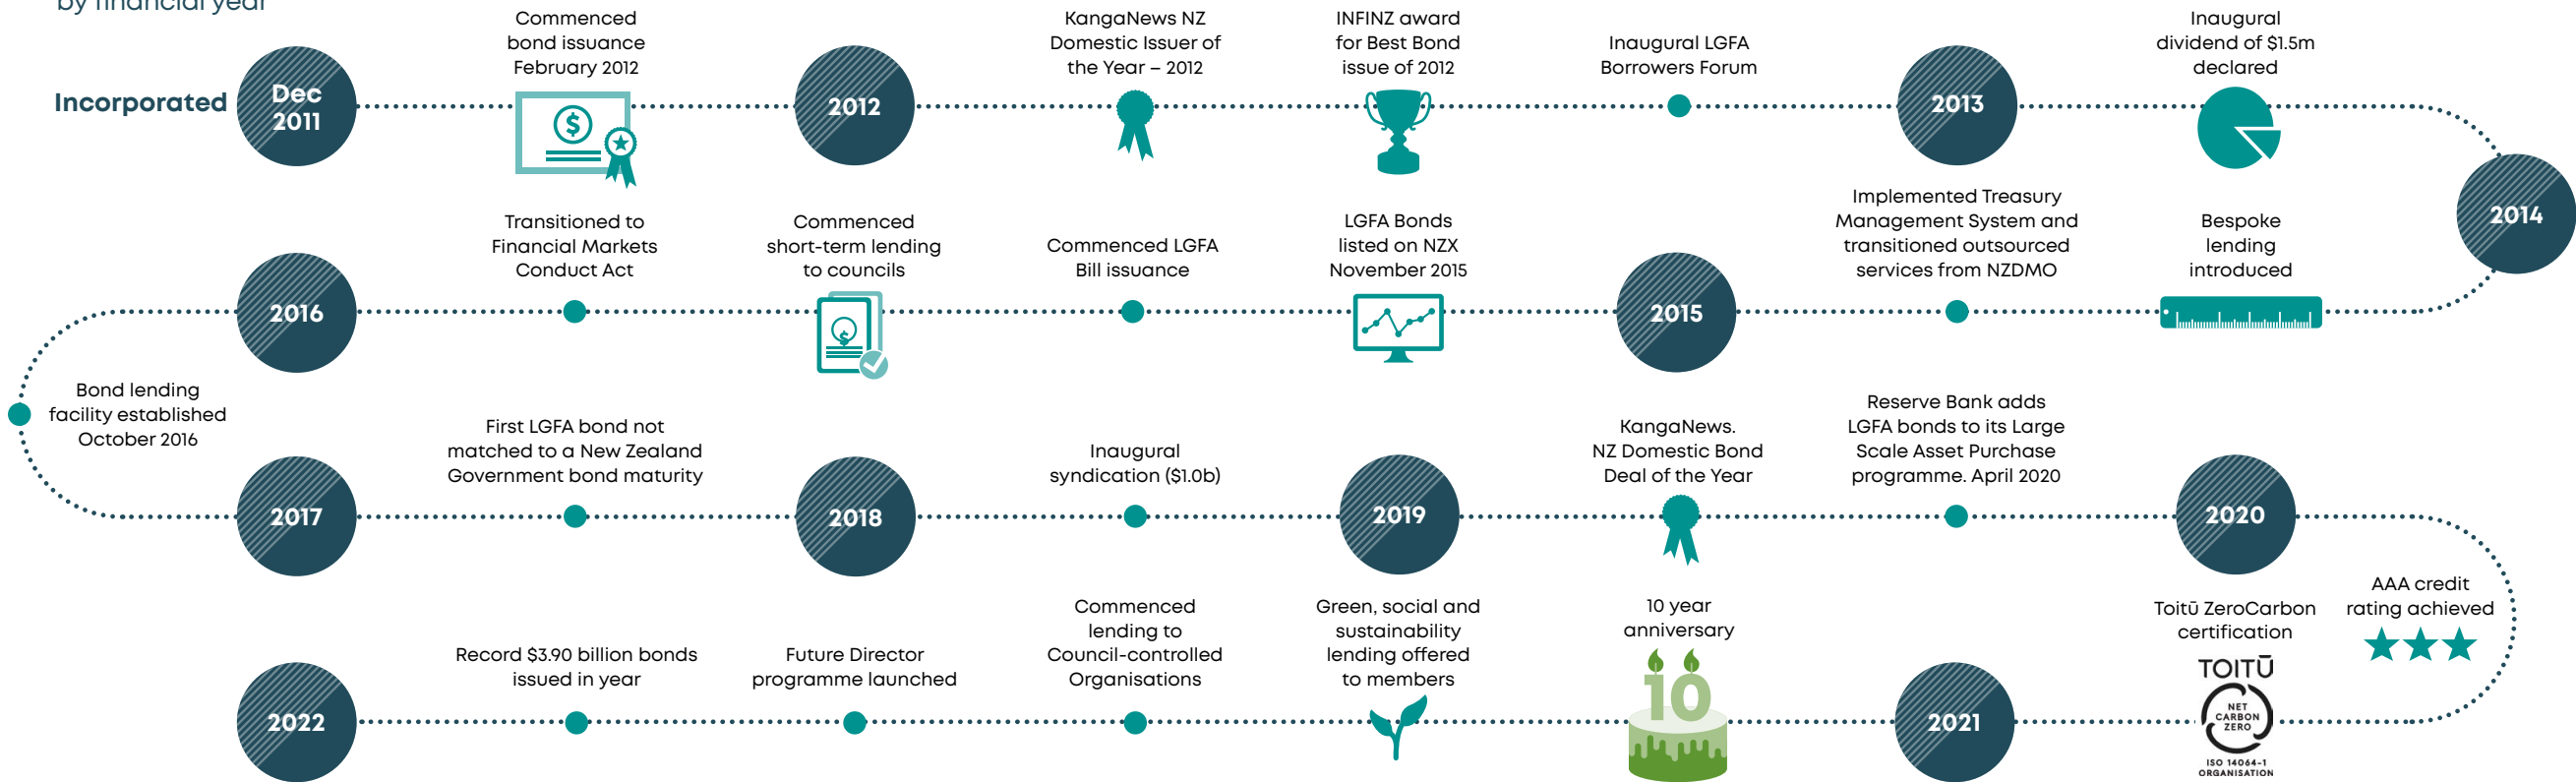 by financial year
Incorporated
Dec
2011
Commenced
bond issuance
February 2012
2012
KangaNews NZ
Domestic Issuer of
the Year – 2012
INFINZ award
for Best Bond
issue of 2012
Inaugural LGFA
Borrowers Forum
2013
Inaugural
dividend of $1.5m
declared
2014
Bespoke
lending
introduced
Implemented Treasury
Management System and
transitioned outsourced
services from NZDMO
2015
LGFA Bonds
listed on NZX
November 2015
Commenced LGFA
Bill issuance
Commenced
short-term lending
to councils
Transitioned to
Financial Markets
Conduct Act
2016
Bond lending
facility established
October 2016
2017
First LGFA bond not
matched to a New Zealand
Government bond maturity
2018
Inaugural
syndication ($1.0b)
2019
KangaNews.
NZ Domestic Bond
Deal of the Year
Reserve Bank adds
LGFA bonds to its Large
Scale Asset Purchase
programme. April 2020
2020
AAA credit
rating achieved
Toitū ZeroCarbon
certification
TOITŪ
NET
CARBON
ZERO
ISO 14064-1
ORGANISATION
2021
10 year
anniversary
10
Green, social and
sustainability
lending offered
to members
Commenced
lending to
Council-controlled
Organisations
Future Director
programme launched
Record $3.90 billion bonds
issued in year
2022